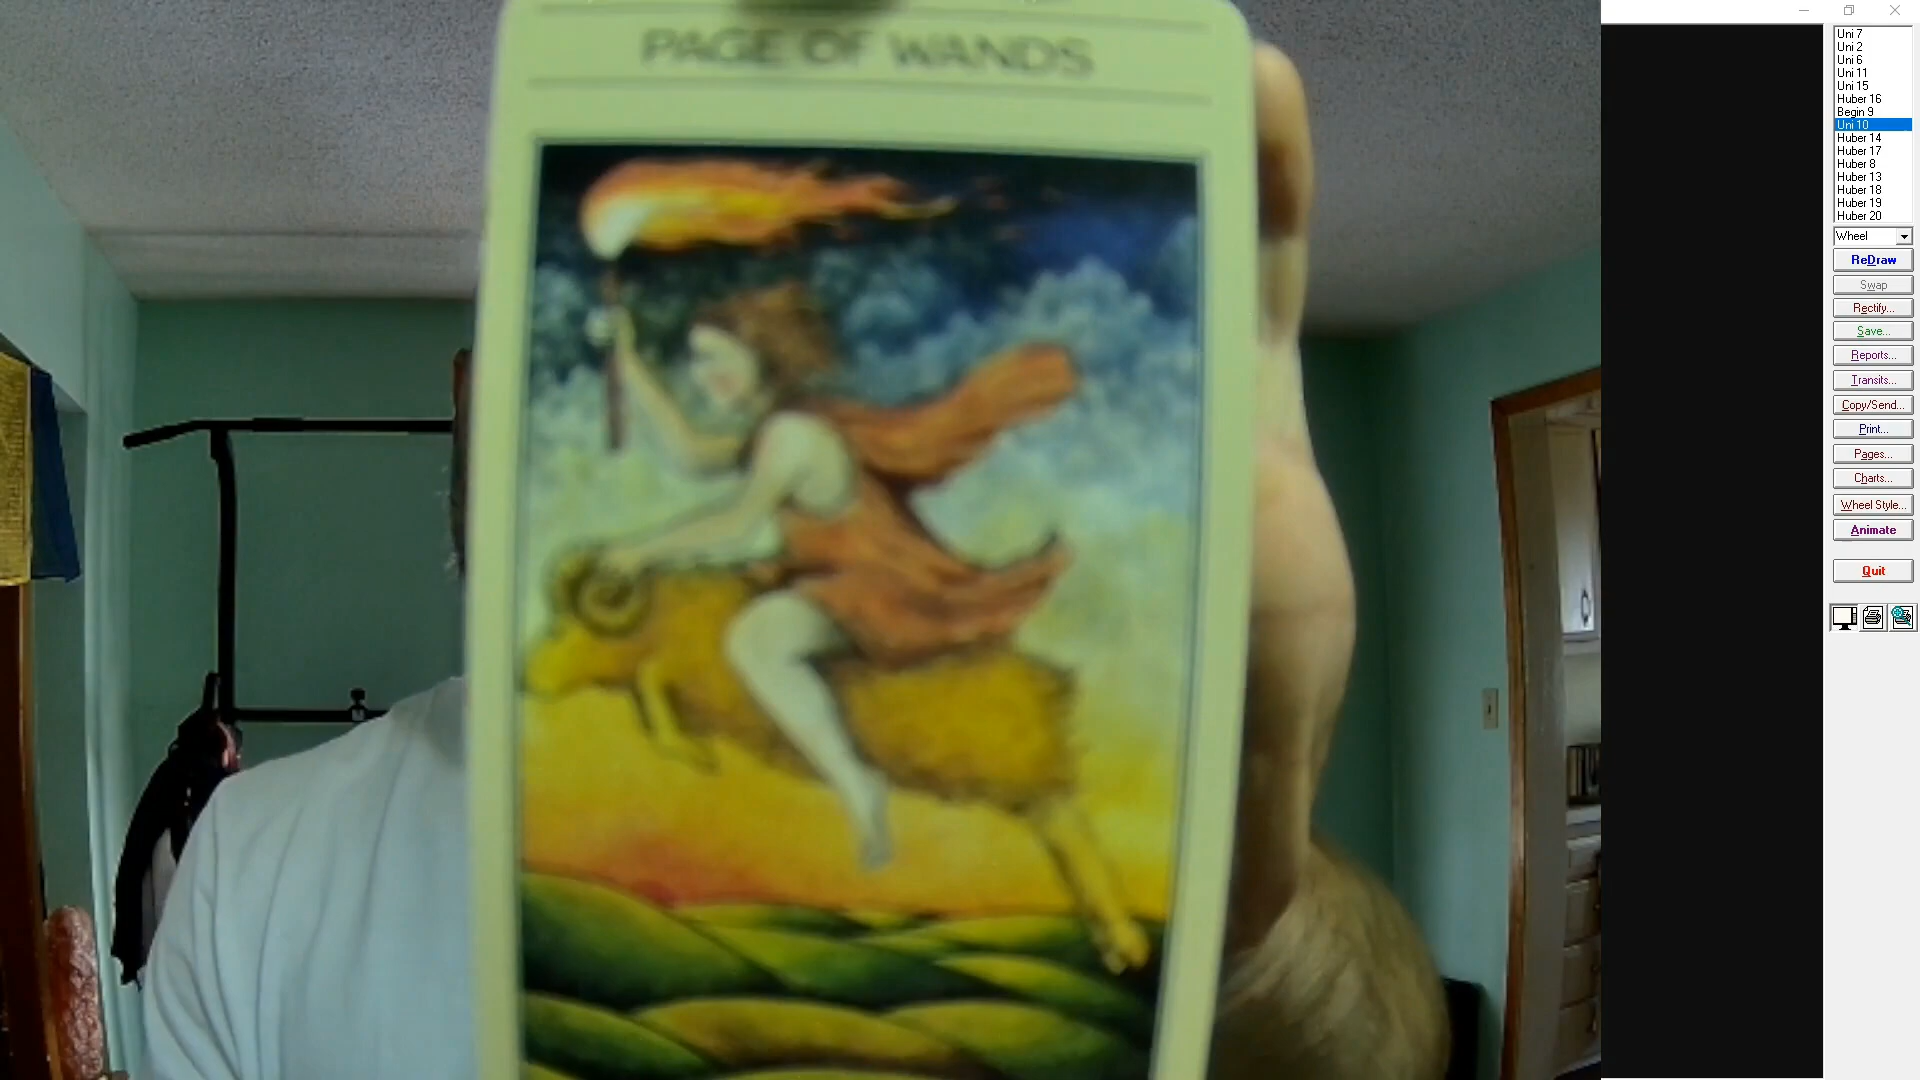 PAGE OF WANDS
Uni 7
Uni 2
Uni 6
Uni 11
Uni 15
Huber 16
Begin 9
Uni 10
Huber 14
Huber 17
Huber 8
Huber 13
Huber 18
Huber 19
Huber 20
Wheel
ReDraw
Swap
Rectify...
Save...
Reports...
Transits...
Copy/Send...
Print...
Pages...
Charts...
Wheel Style...
Animate
Quit